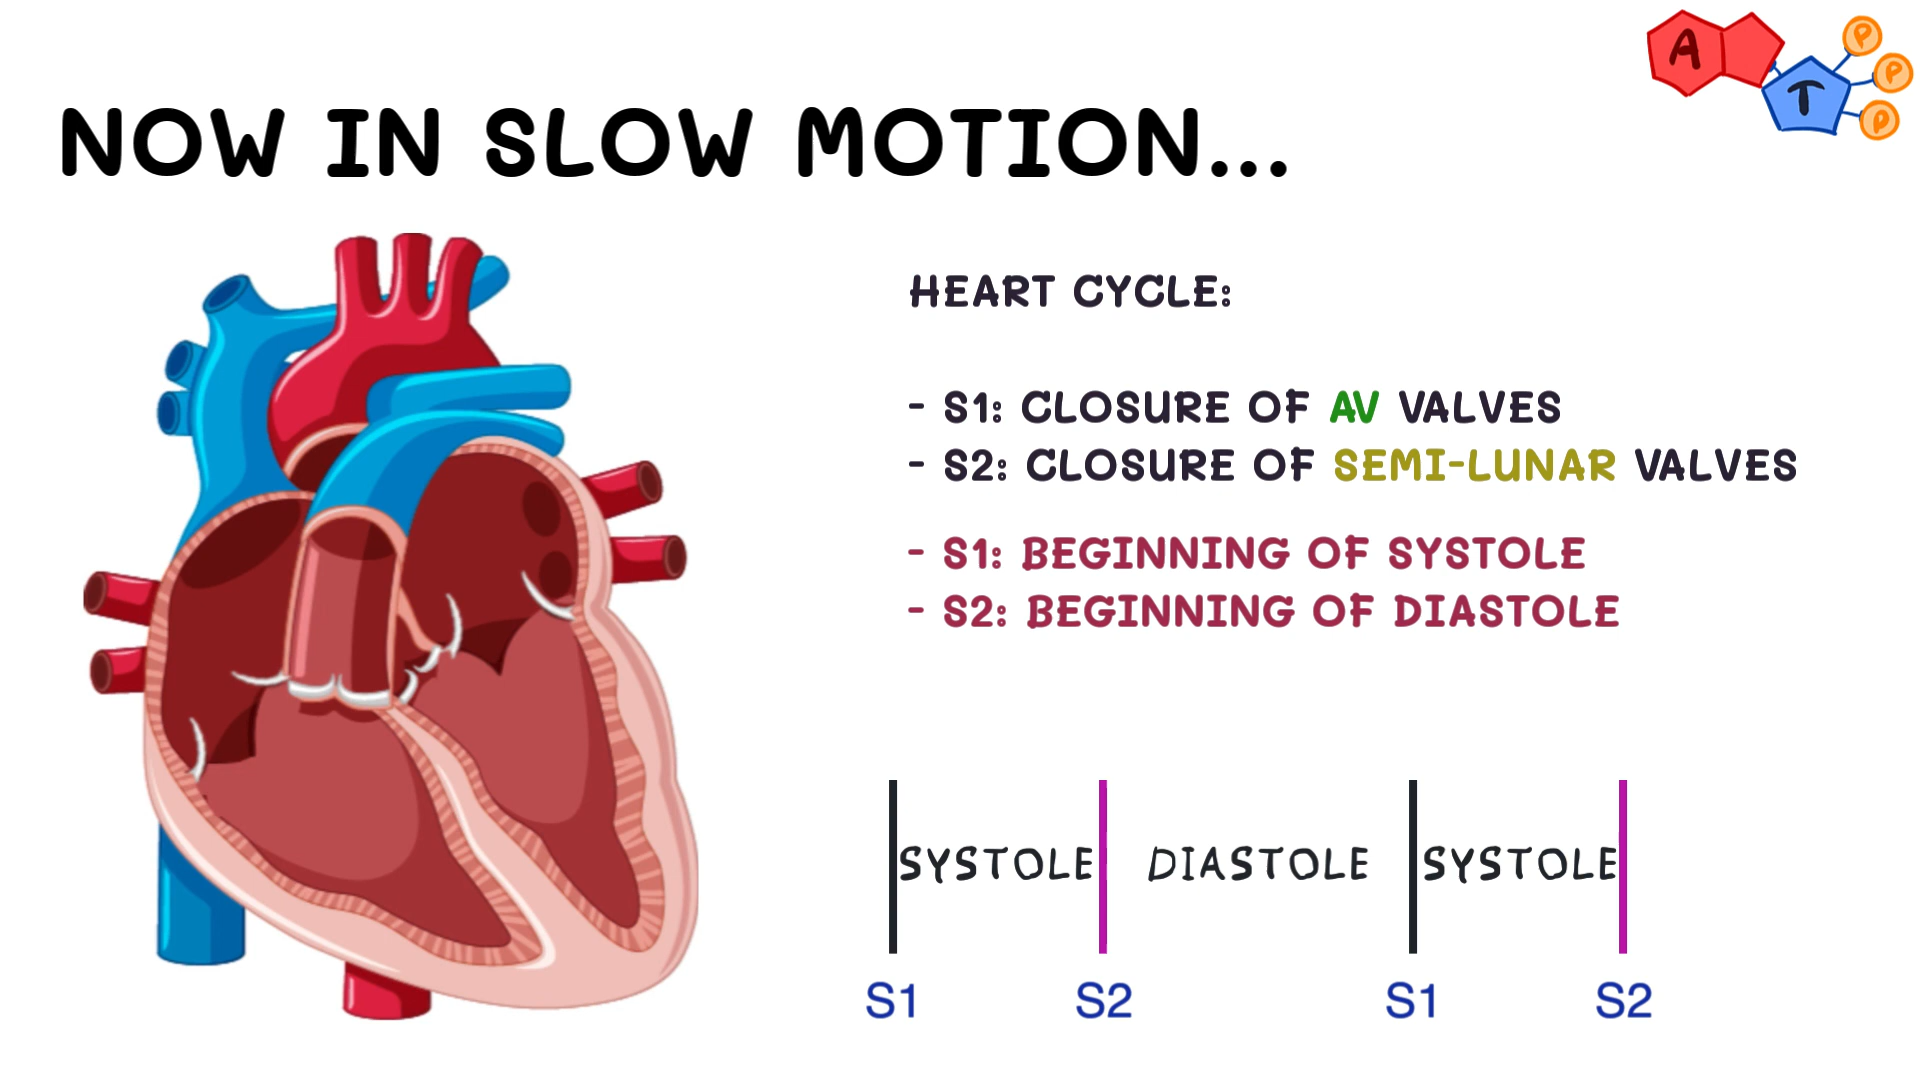 NOW IN SLOW MOTION...
A
T
P
P
P
HEART CYCLE:
- S1: CLOSURE OF AV VALVES
- S2: CLOSURE OF SEMI-LUNAR VALVES
- S1: BEGINNING OF SYSTOLE
- S2: BEGINNING OF DIASTOLE
SYSTOLE DIASTOLE SYSTOLE
S1 S2 S1 S2